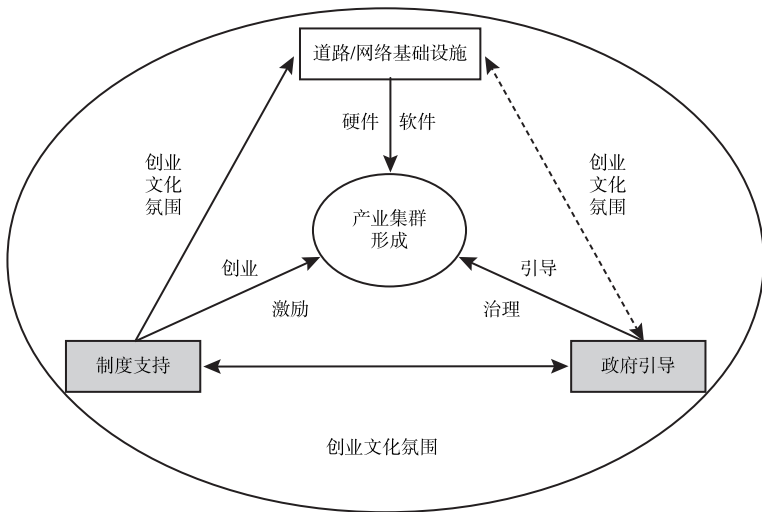 道路/网络基础设施
硬件 软件
创业
文化
氛围
创业
文化
氛围
产业集群
形成
创业
激励
引导
治理
制度支持
政府引导
创业文化氛围